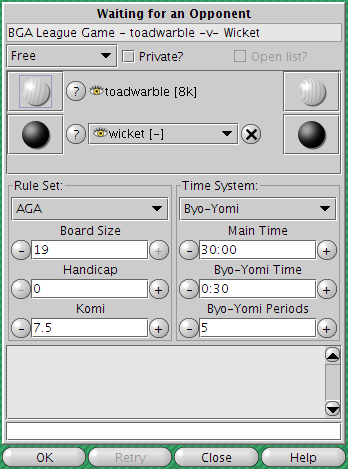 Waiting for an Opponent
BGA League Game - toadwarble -v- Wicket
Free Private? Open list?
? toadwarble [8k]
? wicket [-]
Rule Set: Time System:
AGA Byo-Yomi
Board Size Main Time
- 19 + - 30:00 +
Handicap Byo-Yomi Time
- 0 + - 0:30 +
Komi Byo-Yomi Periods
- 7.5 + - 5 +
OK Retry Close Help